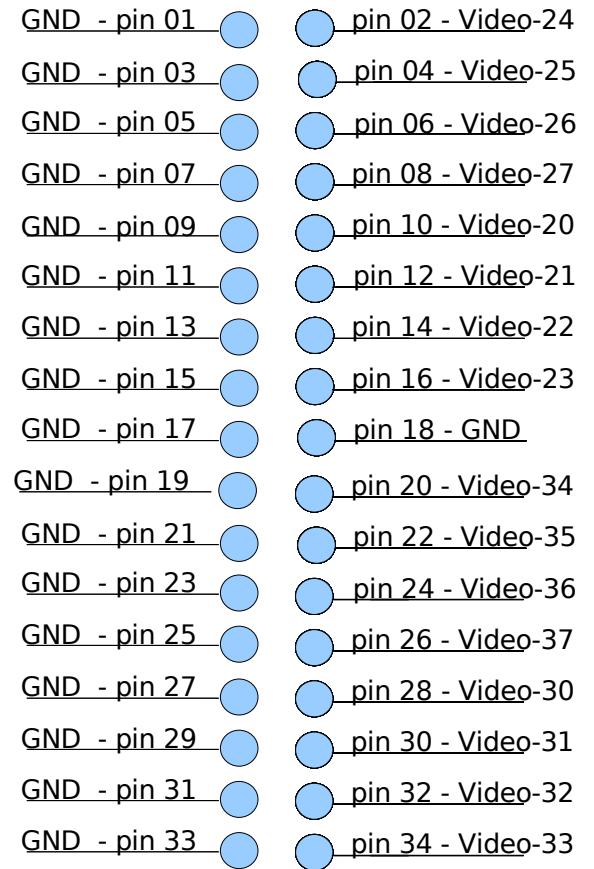 GND - pin 01 pin 02 - Video-24
GND - pin 03 pin 04 - Video-25
GND - pin 05 pin 06 - Video-26
GND - pin 07 pin 08 - Video-27
GND - pin 09 pin 10 - Video-20
GND - pin 11 pin 12 - Video-21
GND - pin 13 pin 14 - Video-22
GND - pin 15 pin 16 - Video-23
GND - pin 17 pin 18 - GND
GND - pin 19 pin 20 - Video-34
GND - pin 21 pin 22 - Video-35
GND - pin 23 pin 24 - Video-36
GND - pin 25 pin 26 - Video-37
GND - pin 27 pin 28 - Video-30
GND - pin 29 pin 30 - Video-31
GND - pin 31 pin 32 - Video-32
GND - pin 33 pin 34 - Video-33